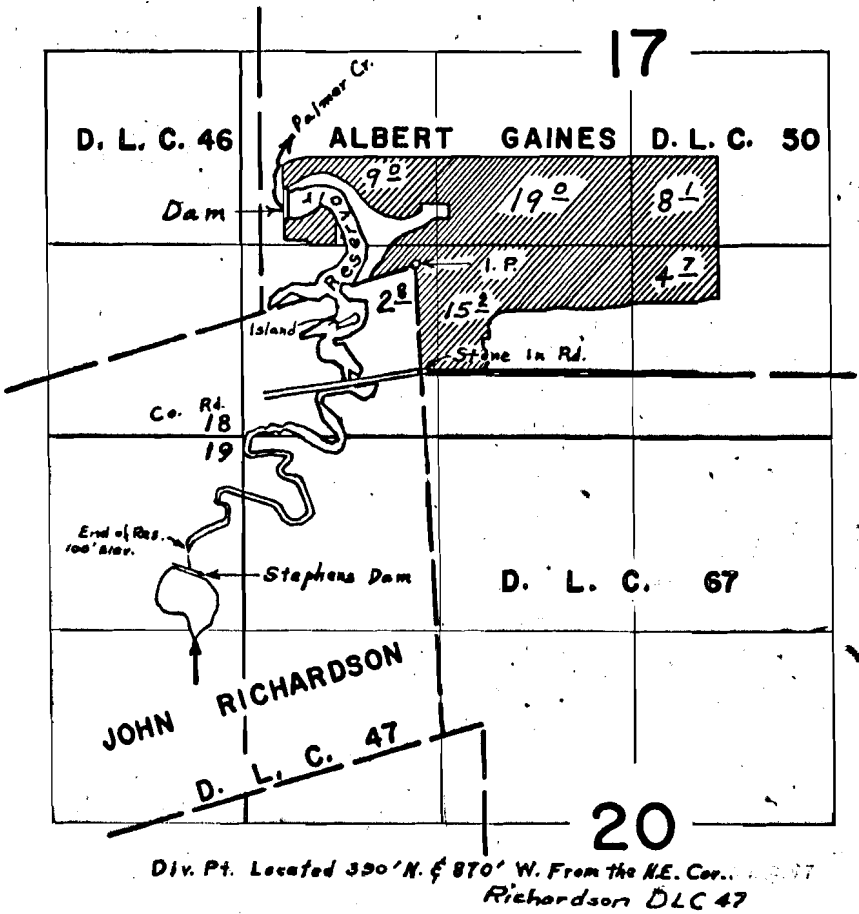 17
Palmer Cr.
D. L. C. 46 ALBERT GAINES D. L. C. 50
9 0
19 0
8 1
Dam
Reservoir
I. P.
4 7
2 8
15 2
Island
Stone in Rd.
Co. Rd.
18
19
End of Res.
100' elev.
Stephens Dam
D. L. C. 67
JOHN RICHARDSON
D. L. C. 47
20
Div. Pt. Located 390' N. & 870' W. From the N.E. Cor..
Richardson DLC 47